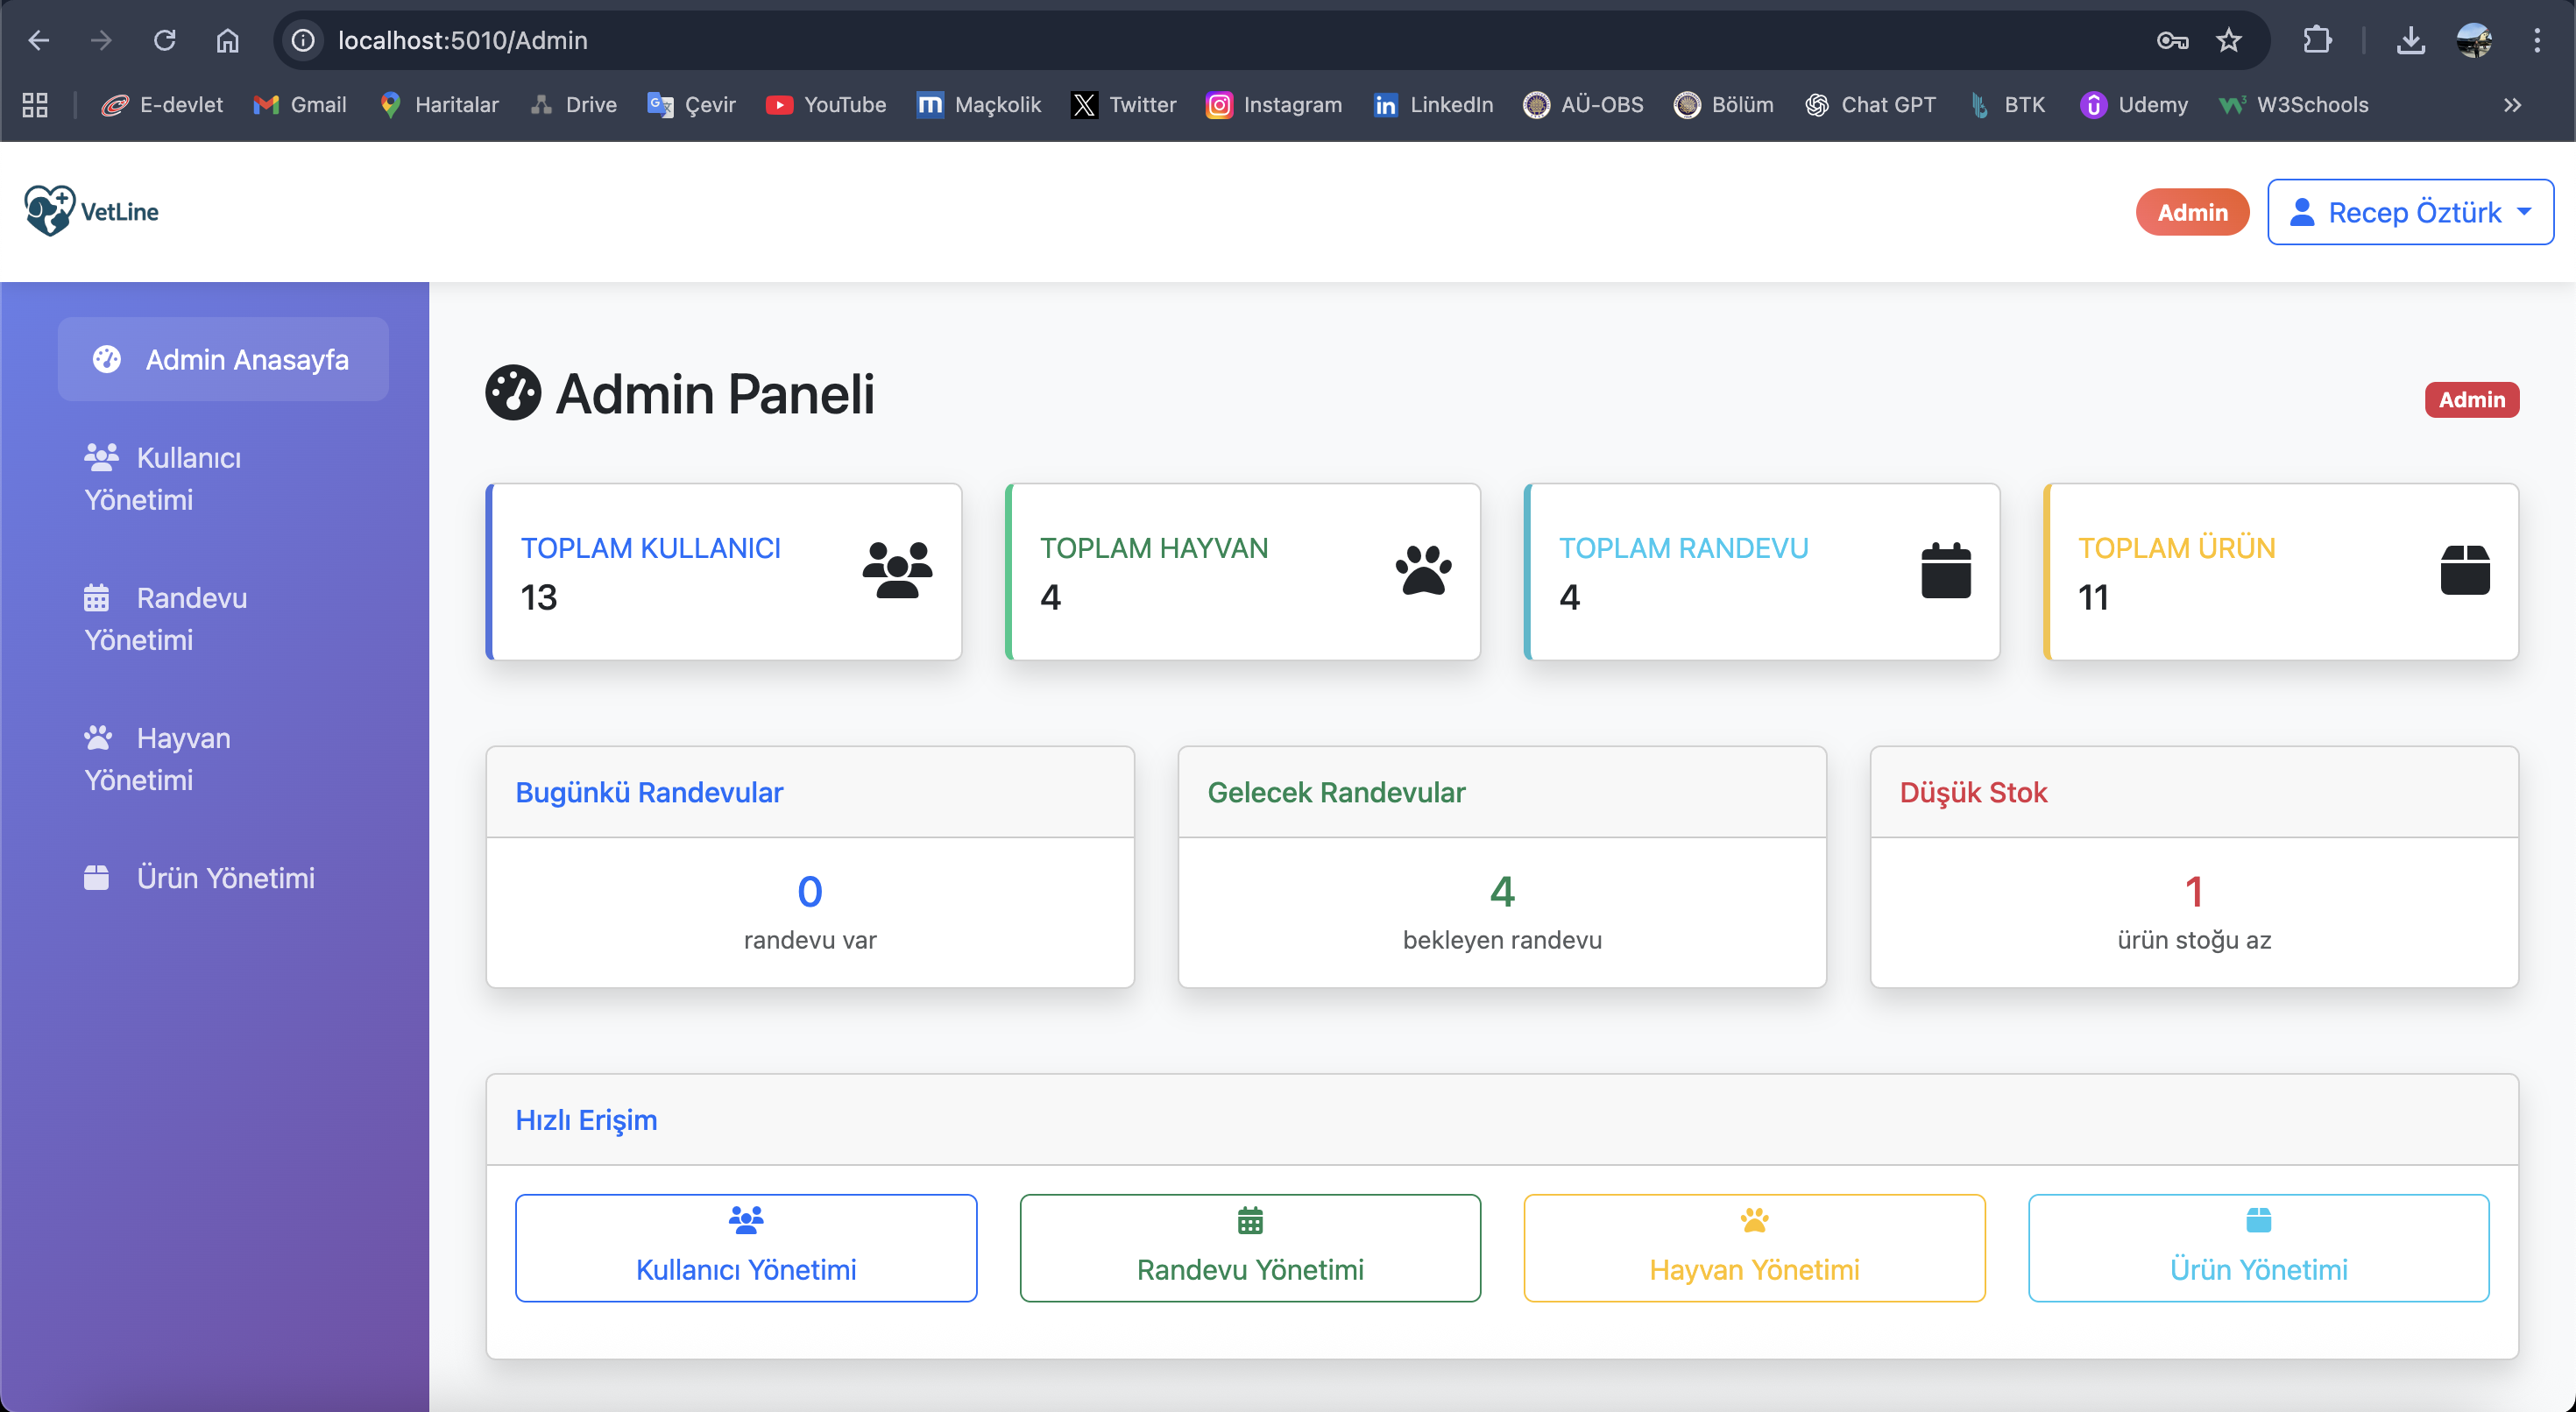 localhost:5010/Admin
E-devlet Gmail Haritalar Drive Çevir YouTube Maçkolik Twitter Instagram LinkedIn AÜ-OBS Bölüm Chat GPT BTK Udemy W3Schools
VetLine
Admin
Recep Öztürk
Admin Anasayfa
Kullanıcı
Yönetimi
Randevu
Yönetimi
Hayvan
Yönetimi
Ürün Yönetimi
Admin Paneli
Admin
TOPLAM KULLANICI
13
TOPLAM HAYVAN
4
TOPLAM RANDEVU
4
TOPLAM ÜRÜN
11
Bugünkü Randevular
0
randevu var
Gelecek Randevular
4
bekleyen randevu
Düşük Stok
1
ürün stoğu az
Hızlı Erişim
Kullanıcı Yönetimi
Randevu Yönetimi
Hayvan Yönetimi
Ürün Yönetimi